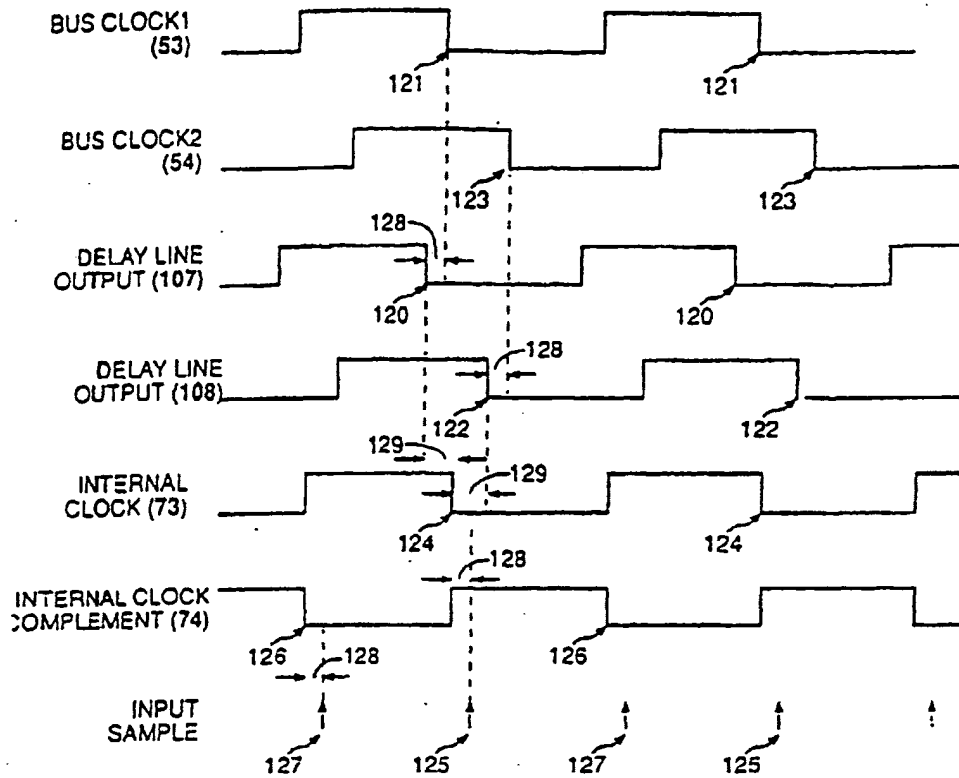 BUS CLOCK1
(53)
121
121
BUS CLOCK2
(54)
123
123
128
DELAY LINE
OUTPUT (107)
120
120
128
DELAY LINE
OUTPUT (108)
122
122
129
129
INTERNAL
CLOCK (73)
124
124
128
INTERNAL CLOCK
COMPLEMENT (74)
126
126
128
INPUT
SAMPLE
127
125
127
125